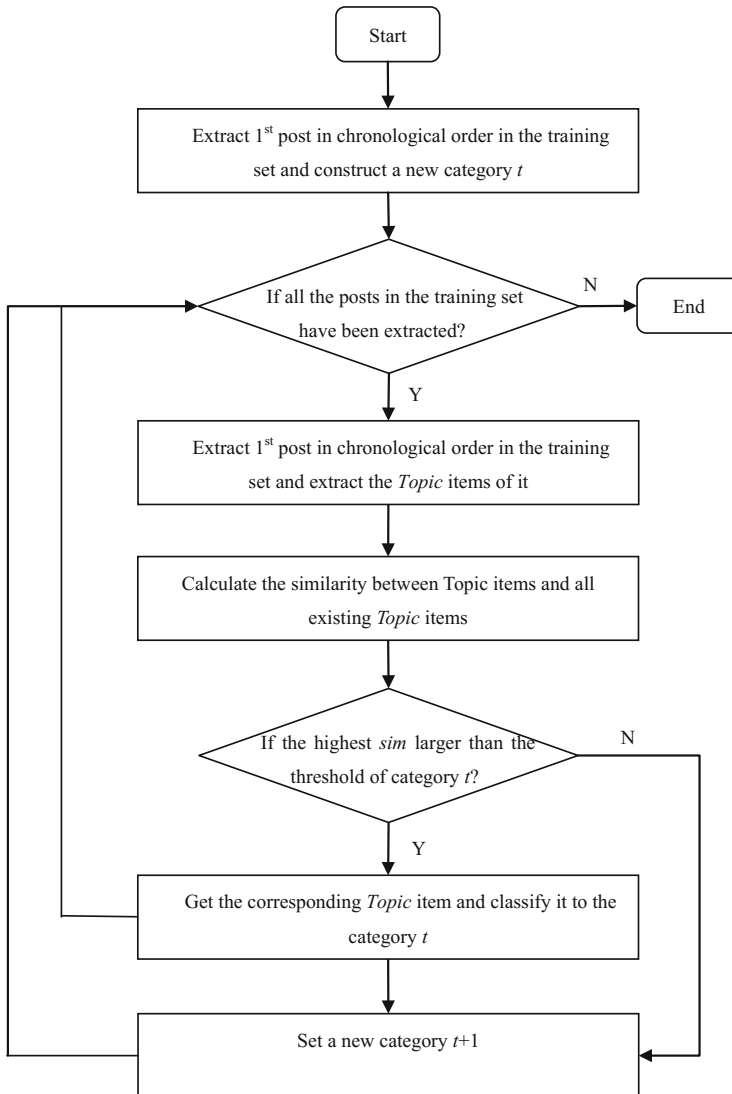 Start
Extract 1st post in chronological order in the training
set and construct a new category t
If all the posts in the training set
have been extracted?
N
End
Y
Extract 1st post in chronological order in the training
set and extract the Topic items of it
Calculate the similarity between Topic items and all
existing Topic items
If the highest sim larger than the
threshold of category t?
N
Y
Get the corresponding Topic item and classify it to the
category t
Set a new category t+1